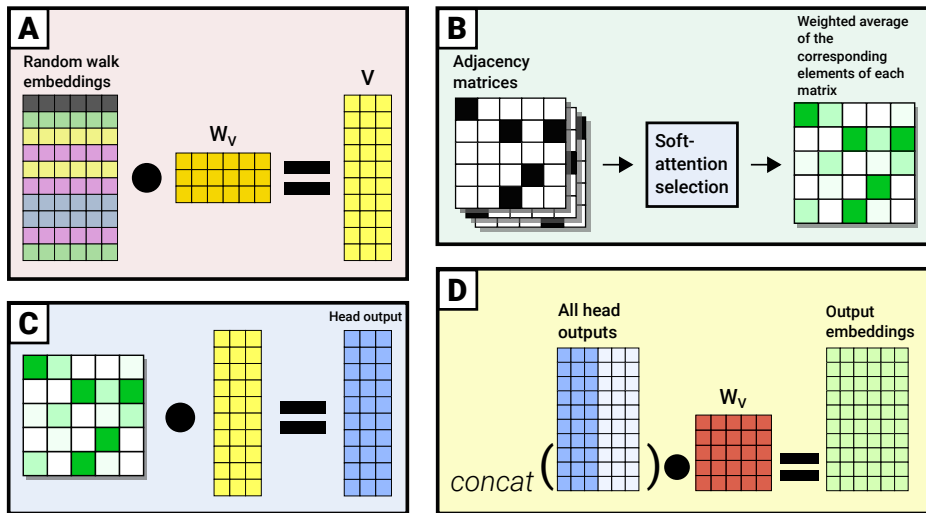 A
Random walk
embeddings
W_V
V
B
Adjacency
matrices
Soft-
attention
selection
Weighted average
of the
corresponding
elements of each
matrix
C
Head output
D
All head
outputs
concat ( )
W_V
Output
embeddings